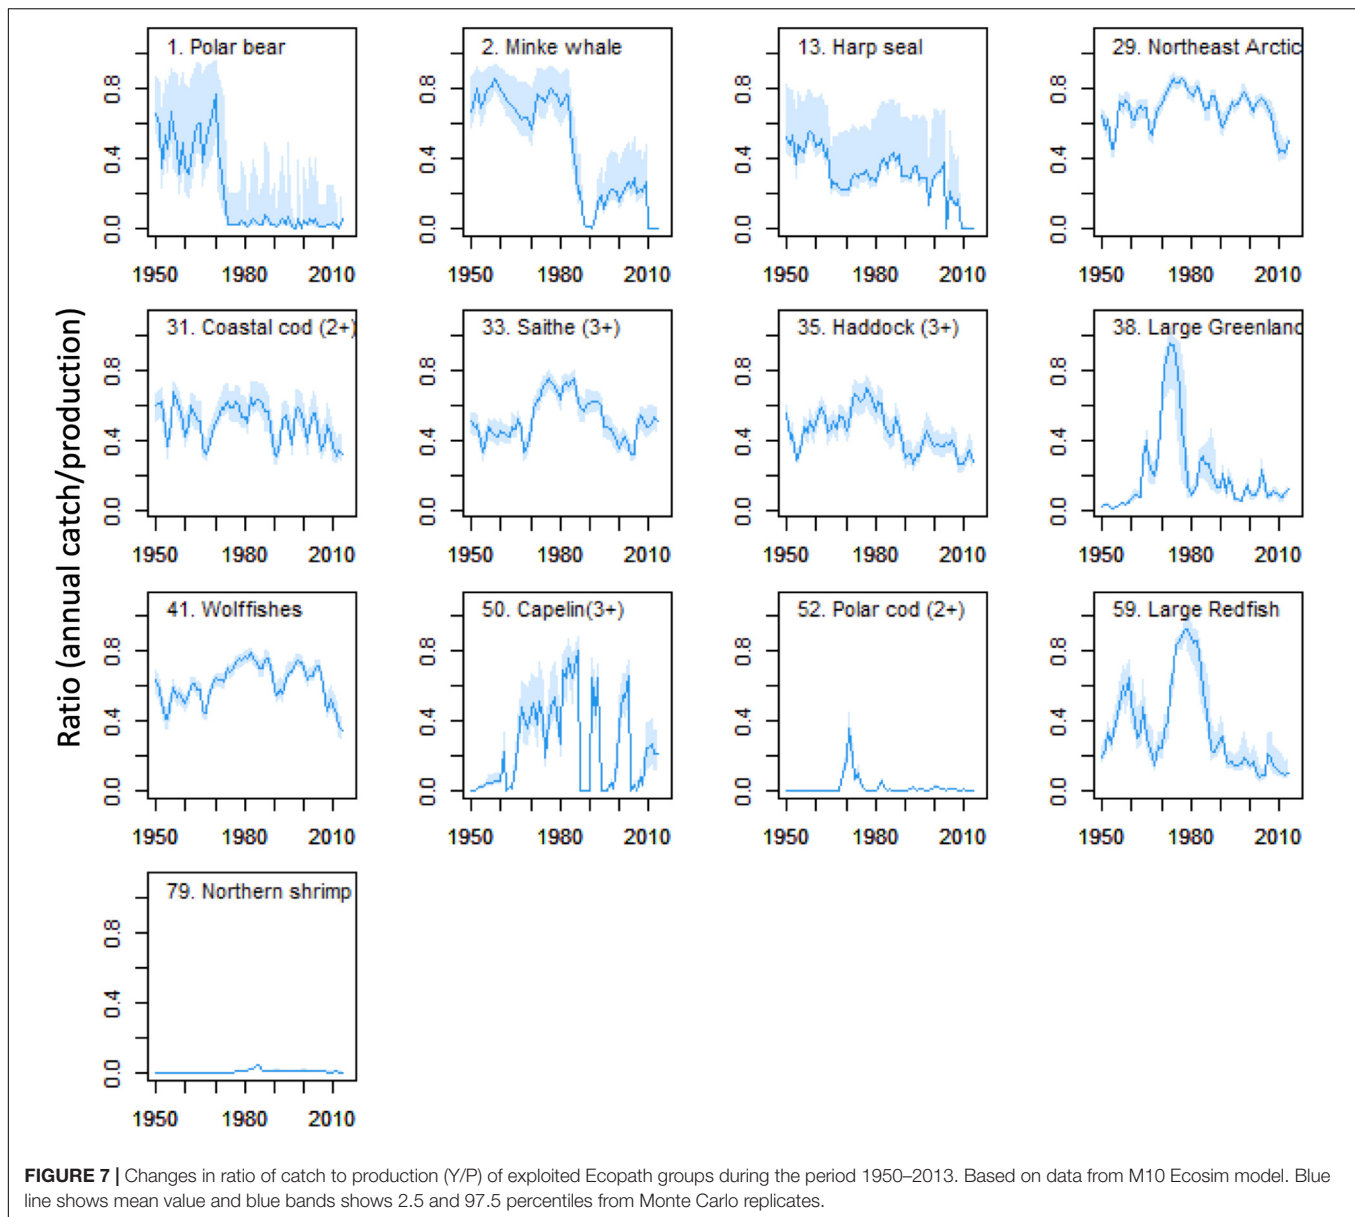 1. Polar bear
2. Minke whale
13. Harp seal
29. Northeast Arctic
0.0 0.4 0.8
0.0 0.4 0.8
0.0 0.4 0.8
0.0 0.4 0.8
1950 1980 2010
1950 1980 2010
1950 1980 2010
1950 1980 2010
Ratio (annual catch/production)
31. Coastal cod (2+)
33. Saithe (3+)
35. Haddock (3+)
38. Large Greenland
0.0 0.4 0.8
0.0 0.4 0.8
0.0 0.4 0.8
0.0 0.4 0.8
1950 1980 2010
1950 1980 2010
1950 1980 2010
1950 1980 2010
41. Wolffishes
50. Capelin(3+)
52. Polar cod (2+)
59. Large Redfish
0.0 0.4 0.8
0.0 0.4 0.8
0.0 0.4 0.8
0.0 0.4 0.8
1950 1980 2010
1950 1980 2010
1950 1980 2010
1950 1980 2010
79. Northern shrimp
0.0 0.4 0.8
1950 1980 2010
FIGURE 7 | Changes in ratio of catch to production (Y/P) of exploited Ecopath groups during the period 1950–2013. Based on data from M10 Ecosim model. Blue
line shows mean value and blue bands shows 2.5 and 97.5 percentiles from Monte Carlo replicates.